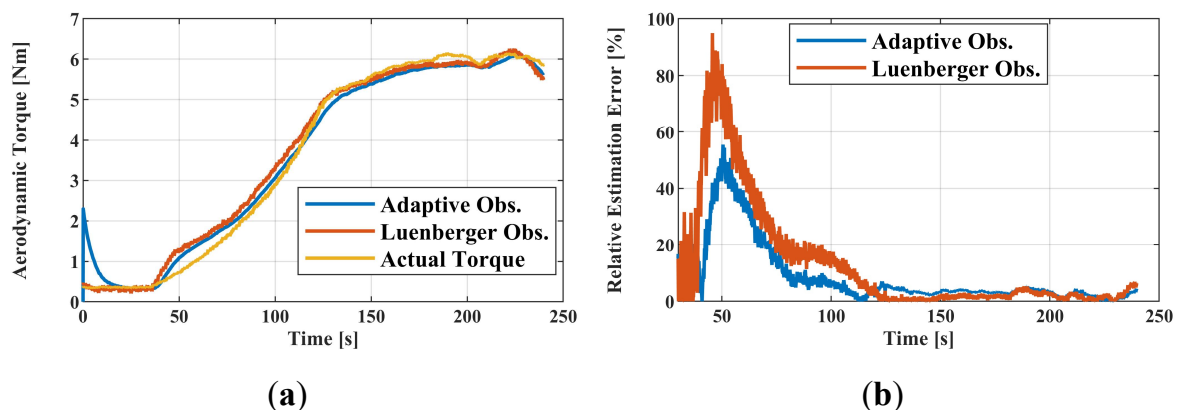 Aerodynamic Torque [Nm]
7
6
5
4
3
2
1
0
0 50 100 150 200 250
Time [s]
Adaptive Obs.
Luenberger Obs.
Actual Torque
(a)
Relative Estimation Error [%]
100
80
60
40
20
0
50 100 150 200 250
Time [s]
Adaptive Obs.
Luenberger Obs.
(b)